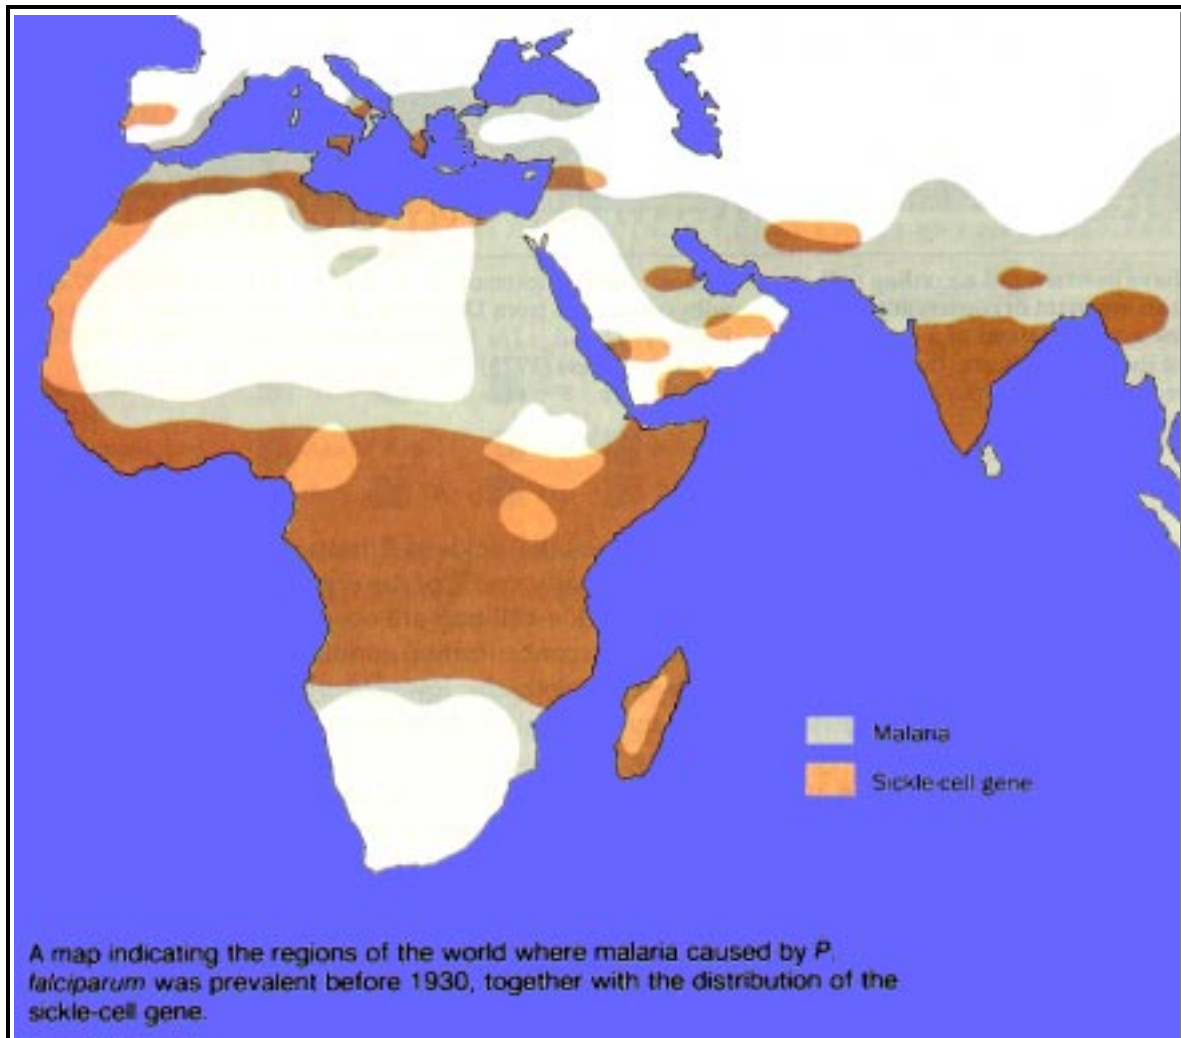 Malaria
Sickle-cell gene
A map indicating the regions of the world where malaria caused by P.
falciparum was prevalent before 1930, together with the distribution of the
sickle-cell gene.